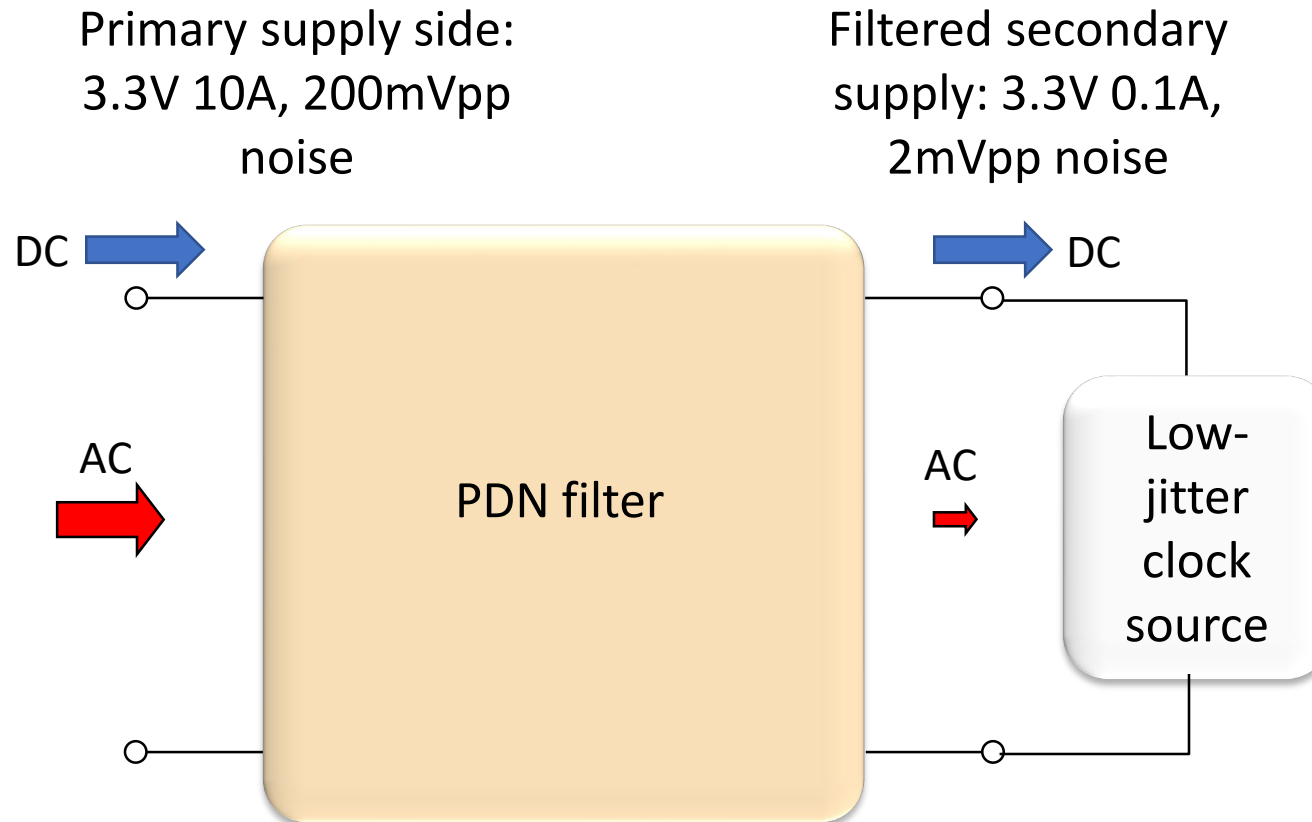 Primary supply side:
3.3V 10A, 200mVpp
noise
Filtered secondary
supply: 3.3V 0.1A,
2mVpp noise
DC
DC
AC
PDN filter
AC
Low-
jitter
clock
source